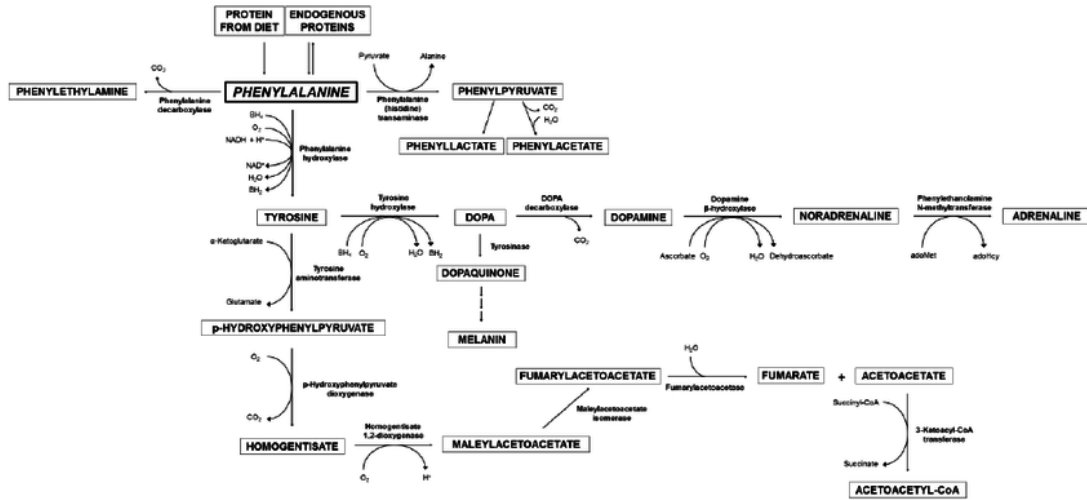 PROTEIN
FROM DIET
ENDOGENOUS
PROTEINS
Pyruvate
Alanine
CO₂
PHENYLETHYLAMINE
Phenylalanine
decarboxylase
PHENYLALANINE
Phenylalanine
(histidine)
transaminase
PHENYLPYRUVATE
CO₂
H₂O
PHENYLLACTATE
PHENYLACETATE
BH₄
O₂
NADH + H⁺
Phenylalanine
hydroxylase
NAD⁺
H₂O
BH₂
TYROSINE
Tyrosine
hydroxylase
BH₄
O₂
H₂O
BH₂
DOPA
DOPA
decarboxylase
CO₂
DOPAMINE
Dopamine
β-hydroxylase
Ascorbate
O₂
H₂O
Dehydroascorbate
NORADRENALINE
Phenylethanolamine
N-methyltransferase
adoMet
adoHcy
ADRENALINE
Tyrosinase
DOPAQUINONE
MELANIN
α-Ketoglutarate
Tyrosine
aminotransferase
Glutamate
p-HYDROXYPHENYLPYRUVATE
O₂
p-Hydroxyphenylpyruvate
dioxygenase
CO₂
HOMOGENTISATE
Homogentisate
1,2-dioxygenase
O₂
H⁺
MALEYLACETOACETATE
Maleylacetoacetate
isomerase
FUMARYLACETOACETATE
H₂O
Fumarylacetoacetase
FUMARATE
+
ACETOACETATE
Succinyl-CoA
3-Ketoacyl-CoA
transferase
Succinate
ACETOACETYL-CoA